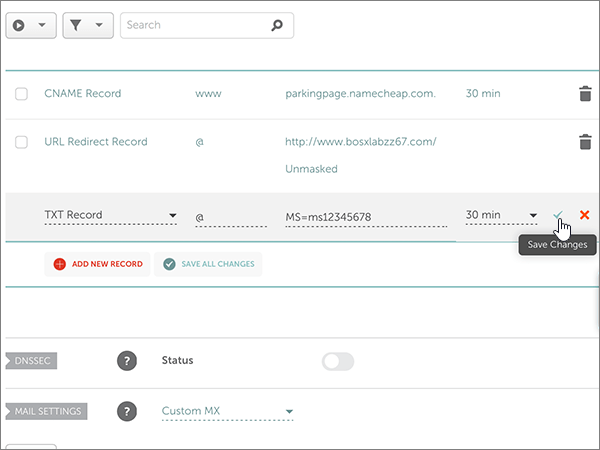 Search
CNAME Record www parkingpage.namecheap.com. 30 min
URL Redirect Record @ http://www.bosxlabzz67.com/
Unmasked
TXT Record @ MS=ms12345678 30 min
Save Changes
ADD NEW RECORD SAVE ALL CHANGES
DNSSEC ? Status
MAIL SETTINGS ? Custom MX